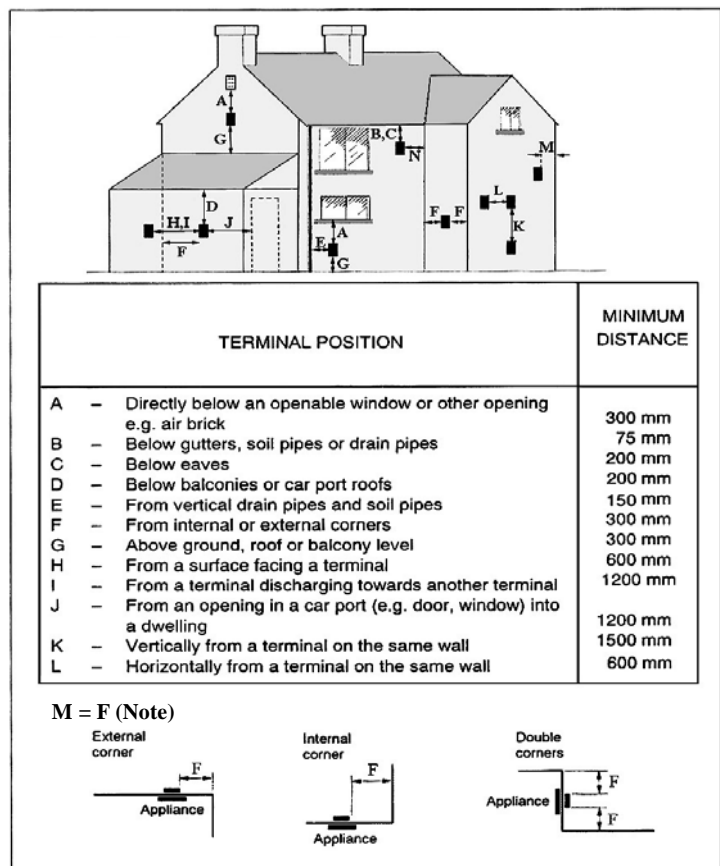 A
G
B,C
N
M
D
H,I
J
F
A
E
G
F F
L
K
TERMINAL POSITION
MINIMUM
DISTANCE
A – Directly below an openable window or other opening
e.g. air brick 300 mm
B – Below gutters, soil pipes or drain pipes 75 mm
C – Below eaves 200 mm
D – Below balconies or car port roofs 200 mm
E – From vertical drain pipes and soil pipes 150 mm
F – From internal or external corners 300 mm
G – Above ground, roof or balcony level 300 mm
H – From a surface facing a terminal 600 mm
I – From a terminal discharging towards another terminal 1200 mm
J – From an opening in a car port (e.g. door, window) into
a dwelling 1200 mm
K – Vertically from a terminal on the same wall 1500 mm
L – Horizontally from a terminal on the same wall 600 mm
M = F (Note)
External
corner
F
Appliance
Internal
corner
F
Appliance
Double
corners
F
Appliance
F